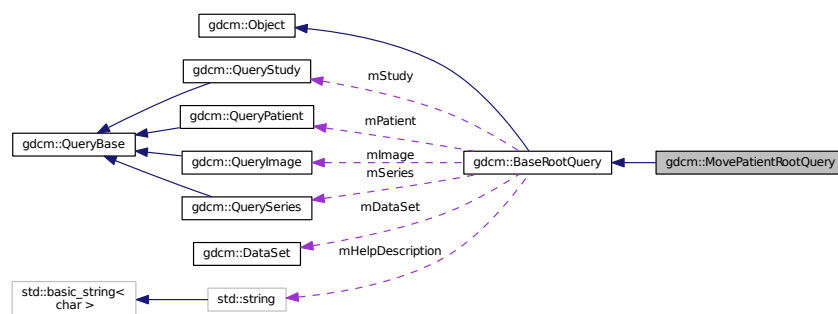 gdcm::Object
gdcm::QueryStudy
mStudy
gdcm::QueryPatient
mPatient
gdcm::QueryBase
gdcm::QueryImage
mImage
gdcm::BaseRootQuery
gdcm::MovePatientRootQuery
mSeries
gdcm::QuerySeries
mDataSet
gdcm::DataSet
mHelpDescription
std::basic_string<
char >
std::string